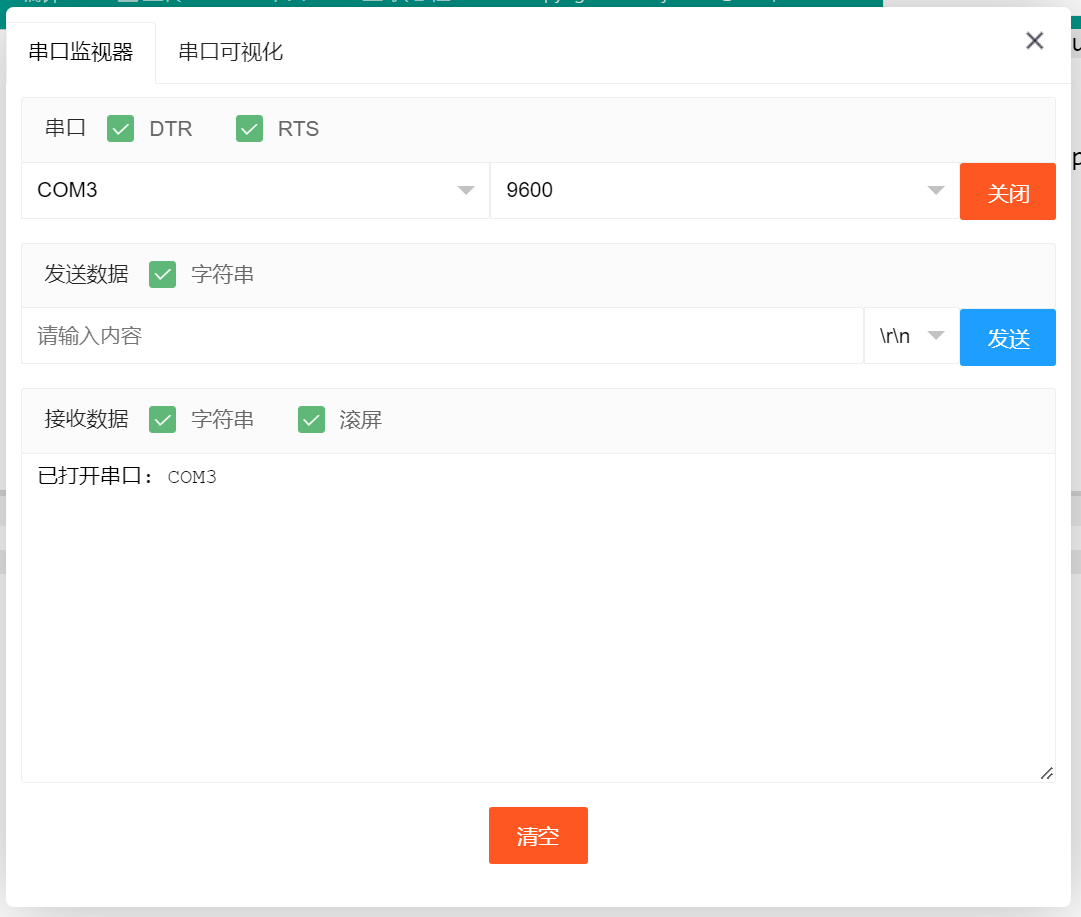 串口监视器 串口可视化
串口 DTR RTS
COM3 9600 关闭
发送数据 字符串
请输入内容 \r\n 发送
接收数据 字符串 滚屏
已打开串口: COM3
清空